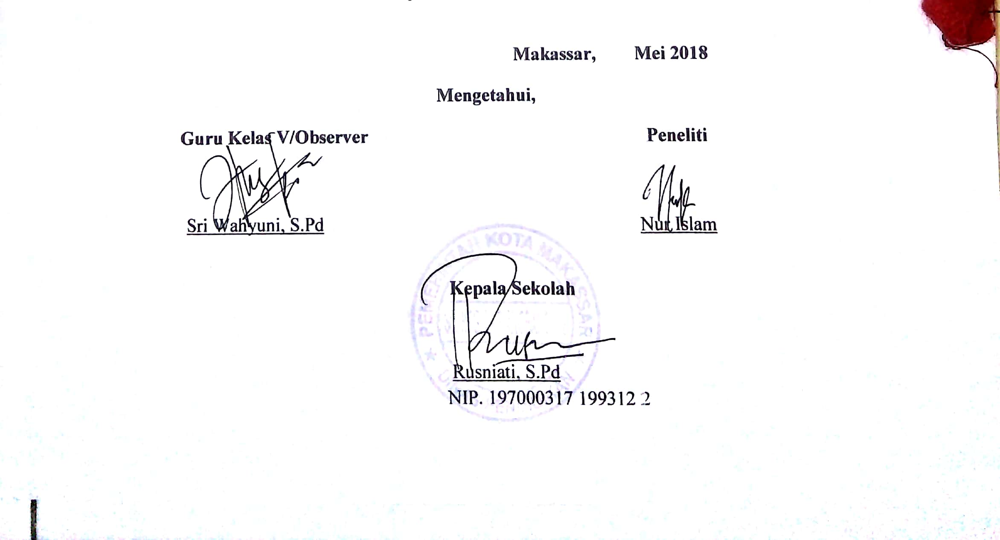 Makassar, Mei 2018
Mengetahui,
Guru Kelas V/Observer Peneliti
Sri Wahyuni, S.Pd Nur Islam
PEMERINTAH KOTA MAKASSAR
Kepala Sekolah
Rusniati, S.Pd
NIP. 197000317 199312 2